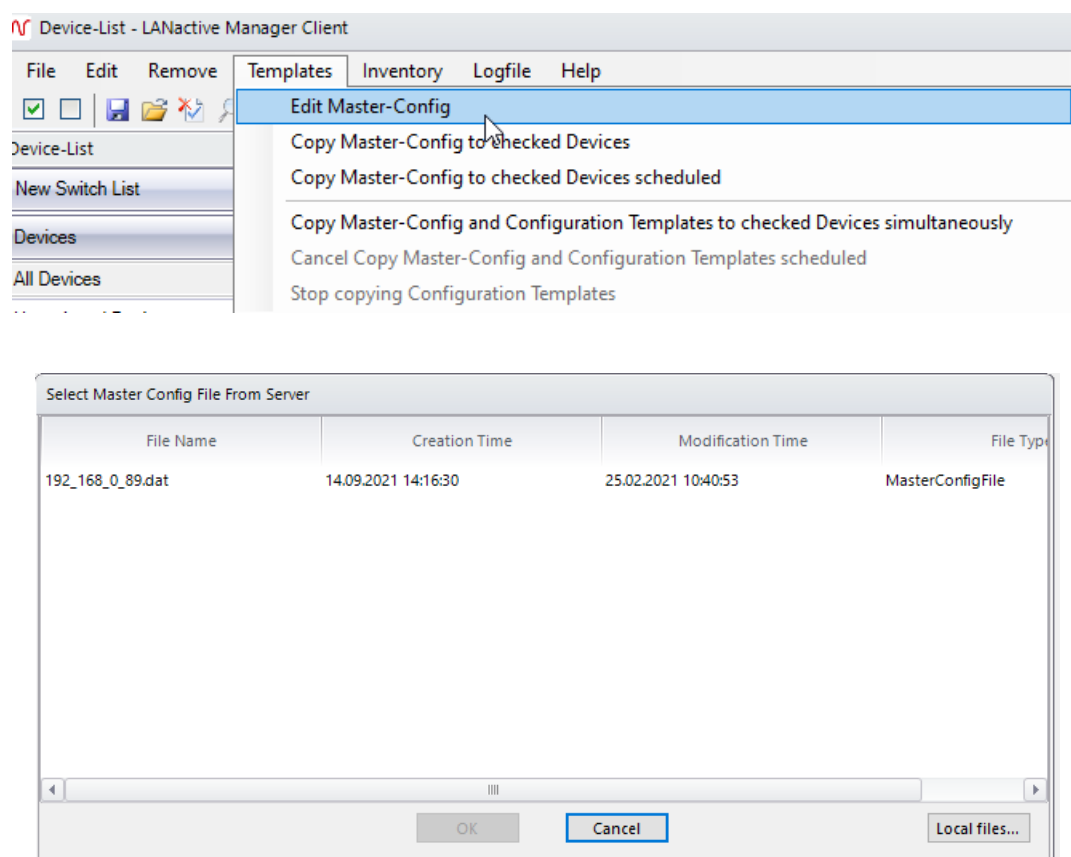 Device-List - LANactive Manager Client
File Edit Remove Templates Inventory Logfile Help
Edit Master-Config
Device-List
Copy Master-Config to checked Devices
New Switch List
Copy Master-Config to checked Devices scheduled
Devices
Copy Master-Config and Configuration Templates to checked Devices simultaneously
All Devices
Cancel Copy Master-Config and Configuration Templates scheduled
Stop copying Configuration Templates
Select Master Config File From Server
File Name Creation Time Modification Time File Type
192_168_0_89.dat 14.09.2021 14:16:30 25.02.2021 10:40:53 MasterConfigFile
OK Cancel Local files...